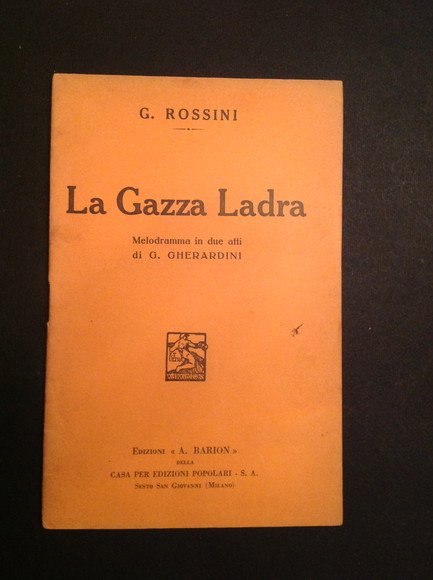 G. ROSSINI
La Gazza Ladra
Melodramma in due atti
di G. GHERARDINI
EDIZIONI « A. BARION »
DELLA
CASA PER EDIZIONI POPOLARI - S. A.
SESTO SAN GIOVANNI (MILANO)